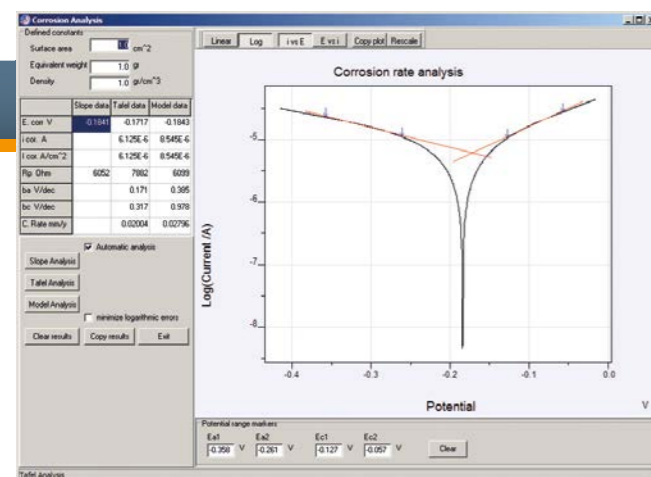 Corrosion Analysis
Defined constants
Surface area 1.0 cm^2
Equivalent weight 1.0 gr
Density 1.0 gr/cm^3
Slope data Tafel data Model data
E. corr V -0.1841 -0.1717 -0.1843
i cor. A 6.125E-6 8.545E-6
I cor. A/cm^2 6.125E-6 8.545E-6
Rp Ohm 6052 7882 6099
ba V/dec 0.171 0.385
bc V/dec 0.317 0.978
C. Rate mm/y 0.02004 0.02796
Automatic analysis
Slope Analysis
Tafel Analysis
Model Analysis
minimize logarithmic errors
Clear results Copy results Exit
Linear Log i vs E E vs i Copy plot Rescale
Corrosion rate analysis
Log(Current /A)
-5
-6
-7
-8
-0.4 -0.3 -0.2 -0.1 0.0
Potential V
Potential range markers
Ea1 Ea2 Ec1 Ec2
-0.358 V -0.261 V -0.127 V -0.057 V Clear
Tafel Analysis